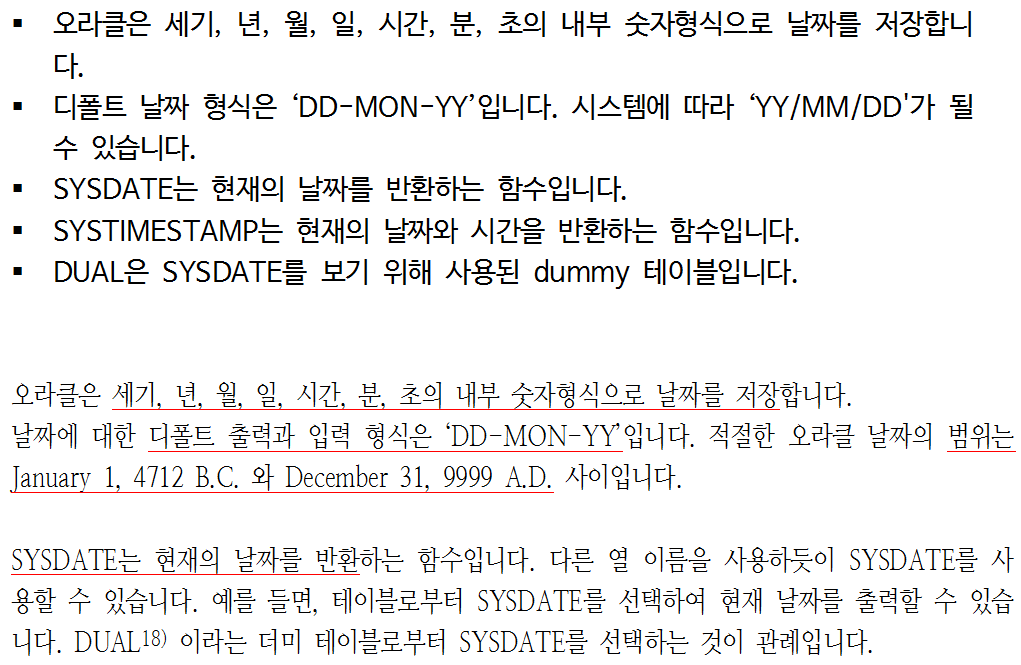 ▪ 오라클은 세기, 년, 월, 일, 시간, 분, 초의 내부 숫자형식으로 날짜를 저장합니
다.
▪ 디폴트 날짜 형식은 ‘DD-MON-YY’입니다. 시스템에 따라 ‘YY/MM/DD'가 될
수 있습니다.
▪ SYSDATE는 현재의 날짜를 반환하는 함수입니다.
▪ SYSTIMESTAMP는 현재의 날짜와 시간을 반환하는 함수입니다.
▪ DUAL은 SYSDATE를 보기 위해 사용된 dummy 테이블입니다.
오라클은 세기, 년, 월, 일, 시간, 분, 초의 내부 숫자형식으로 날짜를 저장합니다.
날짜에 대한 디폴트 출력과 입력 형식은 ‘DD-MON-YY’입니다. 적절한 오라클 날짜의 범위는
January 1, 4712 B.C. 와 December 31, 9999 A.D. 사이입니다.
SYSDATE는 현재의 날짜를 반환하는 함수입니다. 다른 열 이름을 사용하듯이 SYSDATE를 사
용할 수 있습니다. 예를 들면, 테이블로부터 SYSDATE를 선택하여 현재 날짜를 출력할 수 있습
니다. DUAL18) 이라는 더미 테이블로부터 SYSDATE를 선택하는 것이 관례입니다.